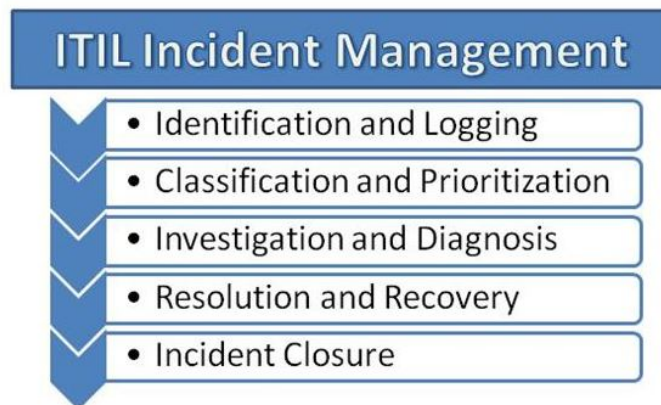 ITIL Incident Management
• Identification and Logging
• Classification and Prioritization
• Investigation and Diagnosis
• Resolution and Recovery
• Incident Closure